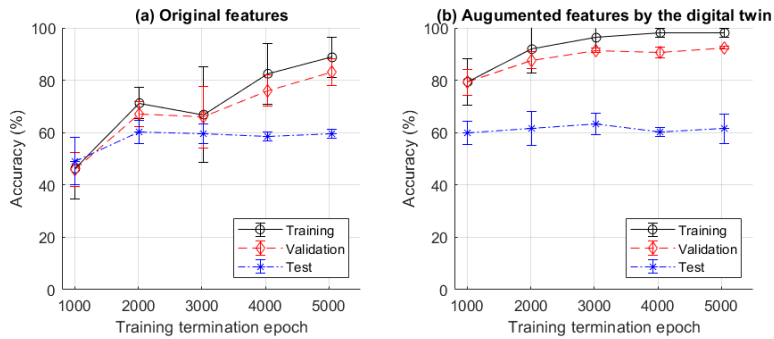 (a) Original features
100
80
60
40
20
0
Accuracy (%)
1000 2000 3000 4000 5000
Training termination epoch
Training
Validation
Test
(b) Augumented features by the digital twin
100
80
60
40
20
0
Accuracy (%)
1000 2000 3000 4000 5000
Training termination epoch
Training
Validation
Test